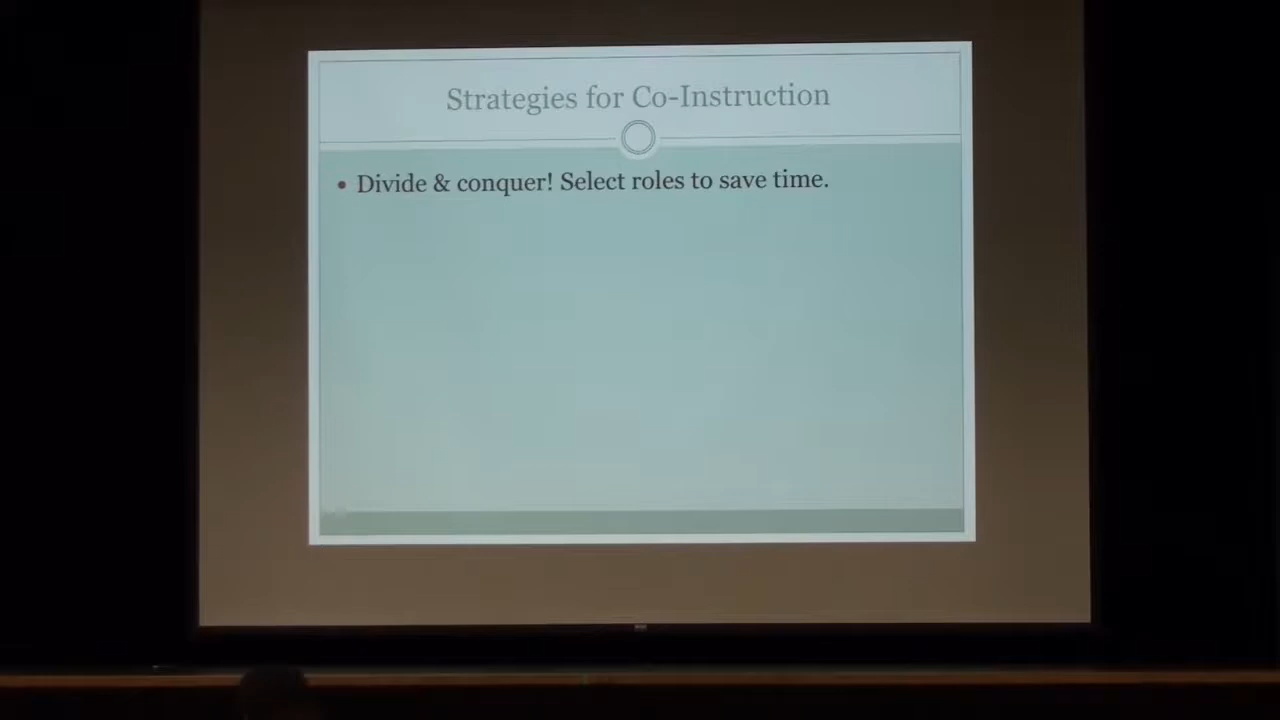 Strategies for Co-Instruction
• Divide & conquer! Select roles to save time.